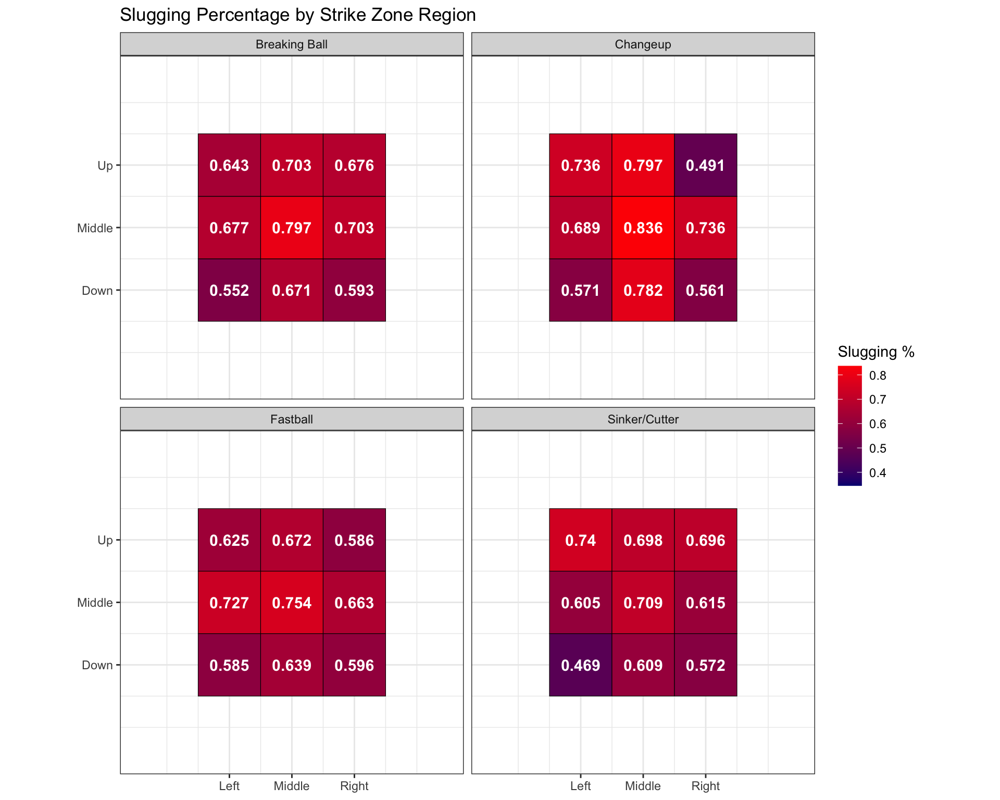 Slugging Percentage by Strike Zone Region
Breaking Ball
Changeup
Up
0.643 0.703 0.676
0.736 0.797 0.491
Middle
0.677 0.797 0.703
0.689 0.836 0.736
Down
0.552 0.671 0.593
0.571 0.782 0.561
Fastball
Sinker/Cutter
Up
0.625 0.672 0.586
0.74 0.698 0.696
Middle
0.727 0.754 0.663
0.605 0.709 0.615
Down
0.585 0.639 0.596
0.469 0.609 0.572
Left Middle Right
Left Middle Right
Slugging %
0.8
0.7
0.6
0.5
0.4